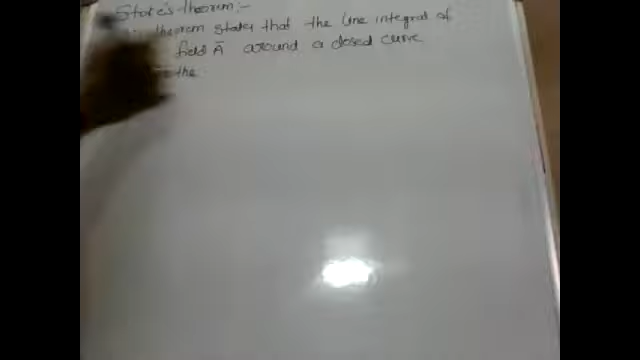 Stoke's theorem:-
theorem states that the line integral of
field Ā around a closed curve
the